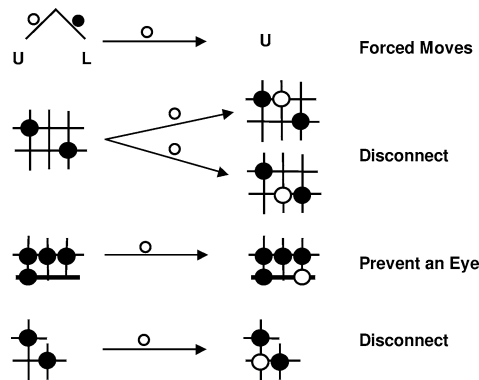 U L U Forced Moves
Disconnect
Prevent an Eye
Disconnect